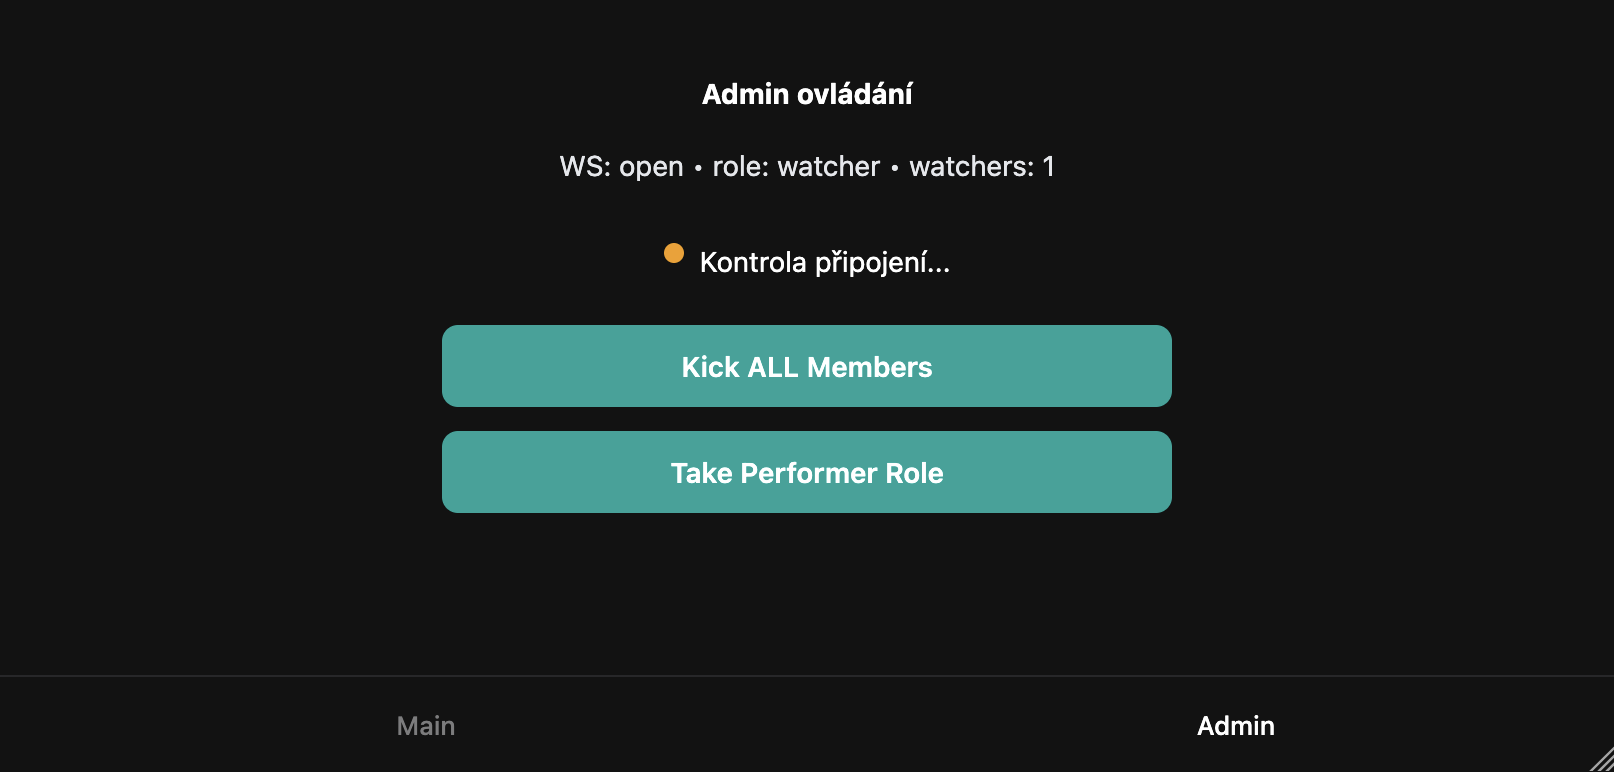 Admin ovládání
WS: open • role: watcher • watchers: 1
Kontrola připojení...
Kick ALL Members
Take Performer Role
Main
Admin